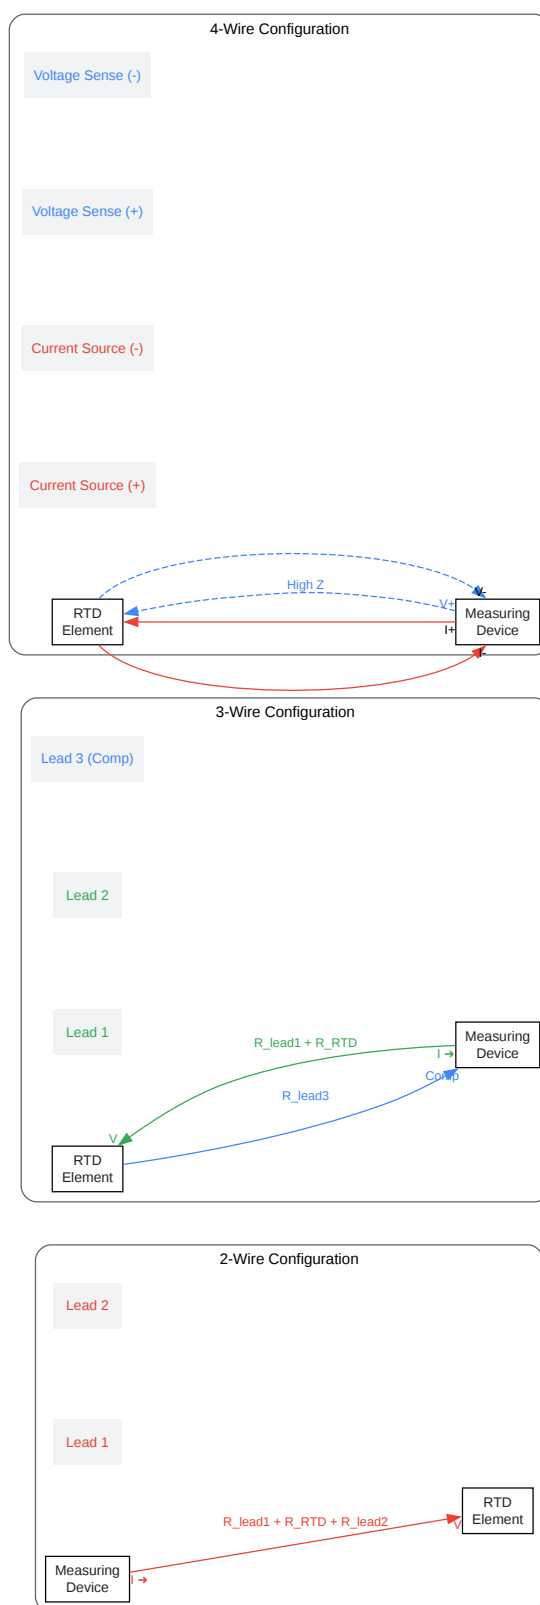 4-Wire Configuration
Voltage Sense (-)
Voltage Sense (+)
Current Source (-)
Current Source (+)
High Z
V-
V+
RTD
Element
Measuring
Device
I+
I-
3-Wire Configuration
Lead 3 (Comp)
Lead 2
Lead 1
R_lead1 + R_RTD
Measuring
Device
I ➔
Comp
R_lead3
V
RTD
Element
2-Wire Configuration
Lead 2
Lead 1
RTD
Element
R_lead1 + R_RTD + R_lead2
V
Measuring
Device
I ➔